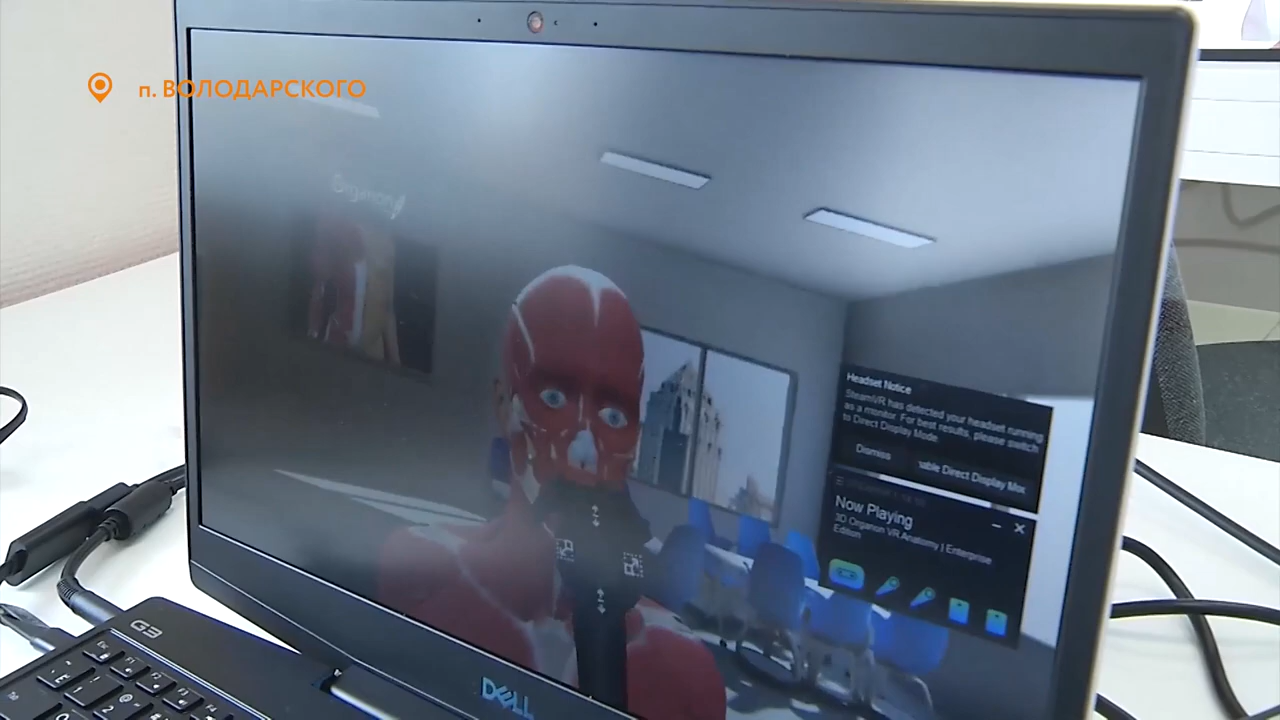 п. ВОЛОДАРСКОГО
Headset Notice
SteamVR has detected your headset running
as a monitor. For best results, please switch
to Direct Display Mode.
Dismiss
able Direct Display Mo
Now Playing
3D Organon VR Anatomy | Enterprise
Edition
G3
DELL